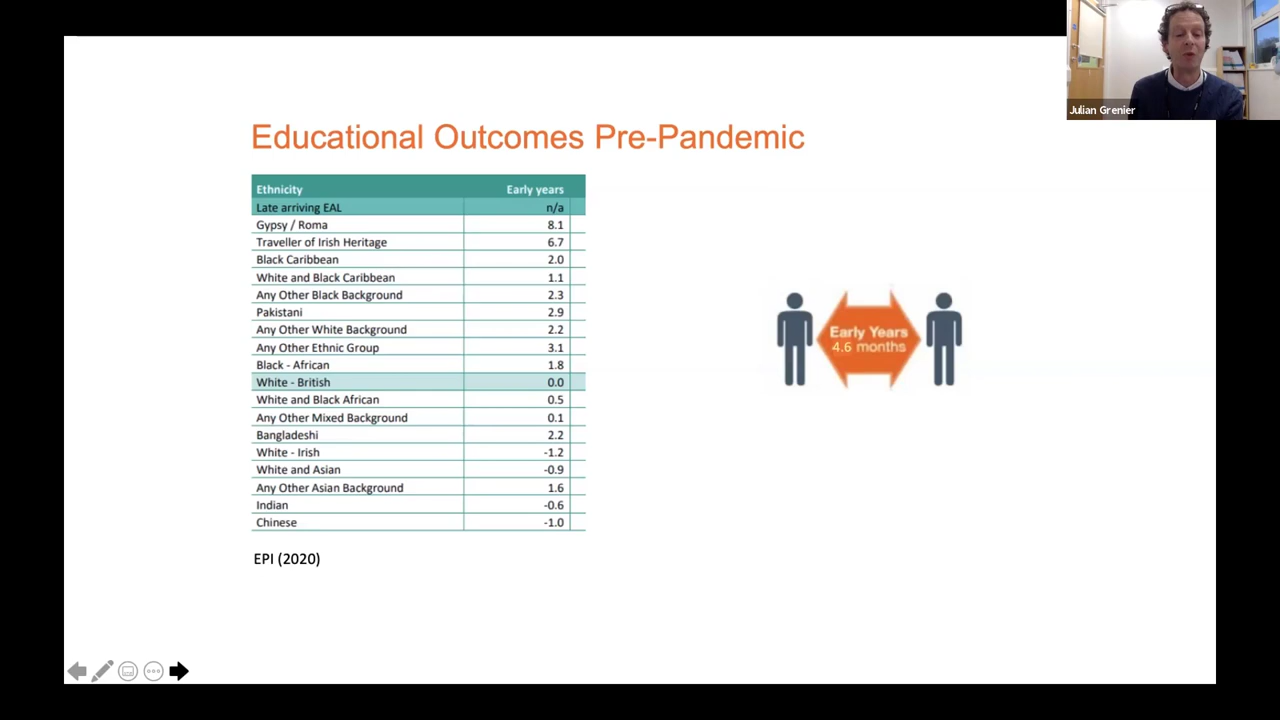 Julian Grenier
Educational Outcomes Pre-Pandemic
Ethnicity Early years
Late arriving EAL n/a
Gypsy / Roma 8.1
Traveller of Irish Heritage 6.7
Black Caribbean 2.0
White and Black Caribbean 1.1
Any Other Black Background 2.3
Pakistani 2.9
Any Other White Background 2.2
Any Other Ethnic Group 3.1
Black - African 1.8
White - British 0.0
White and Black African 0.5
Any Other Mixed Background 0.1
Bangladeshi 2.2
White - Irish -1.2
White and Asian -0.9
Any Other Asian Background 1.6
Indian -0.6
Chinese -1.0
Early Years
4.6 months
EPI (2020)